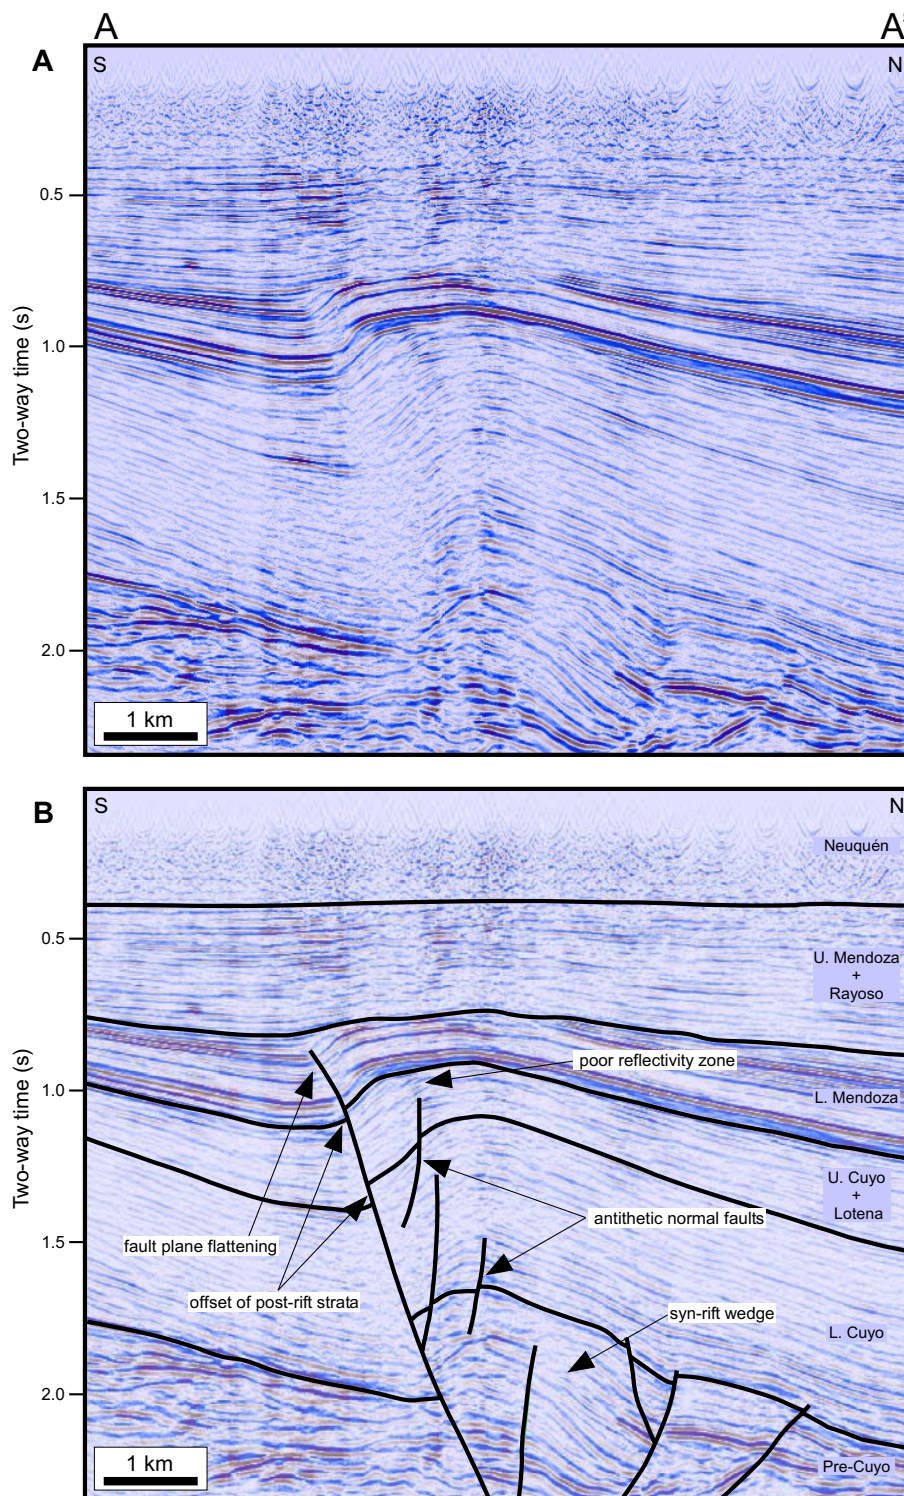 A A'
A
S N
0.5
1.0
1.5
2.0
Two-way time (s)
1 km
B
S N
Neuquén
0.5
U. Mendoza
+
Rayoso
poor reflectivity zone
1.0
L. Mendoza
U. Cuyo
+
Lotena
antithetic normal faults
fault plane flattening
1.5
offset of post-rift strata
syn-rift wedge
L. Cuyo
2.0
Two-way time (s)
1 km
Pre-Cuyo